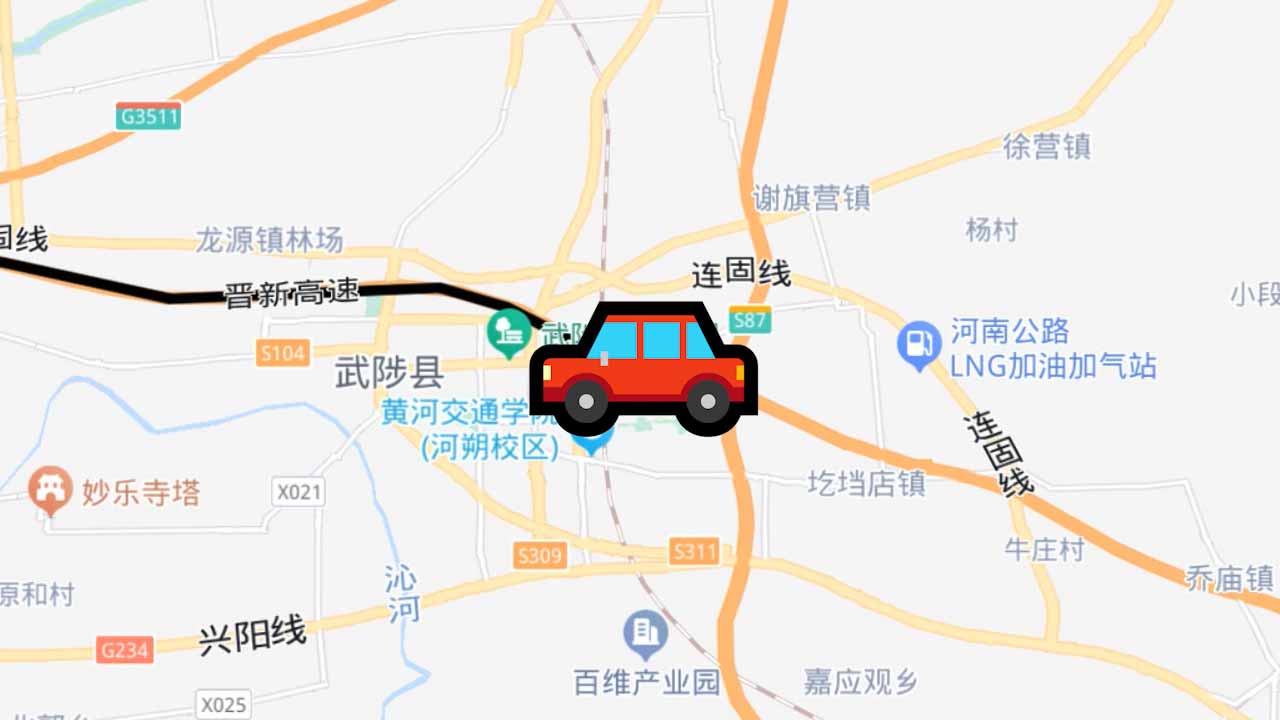 G3511
徐营镇
谢旗营镇
杨村
固线
龙源镇林场
连固线
小段
晋新高速
S87
武陟
河南公路
LNG加油加气站
S104
武陟县
黄河交通学院
(河朔校区)
连固线
妙乐寺塔
X021
圪垱店镇
S309
S311
牛庄村
沁河
原和村
乔庙镇
兴阳线
G234
百维产业园
嘉应观乡
X025